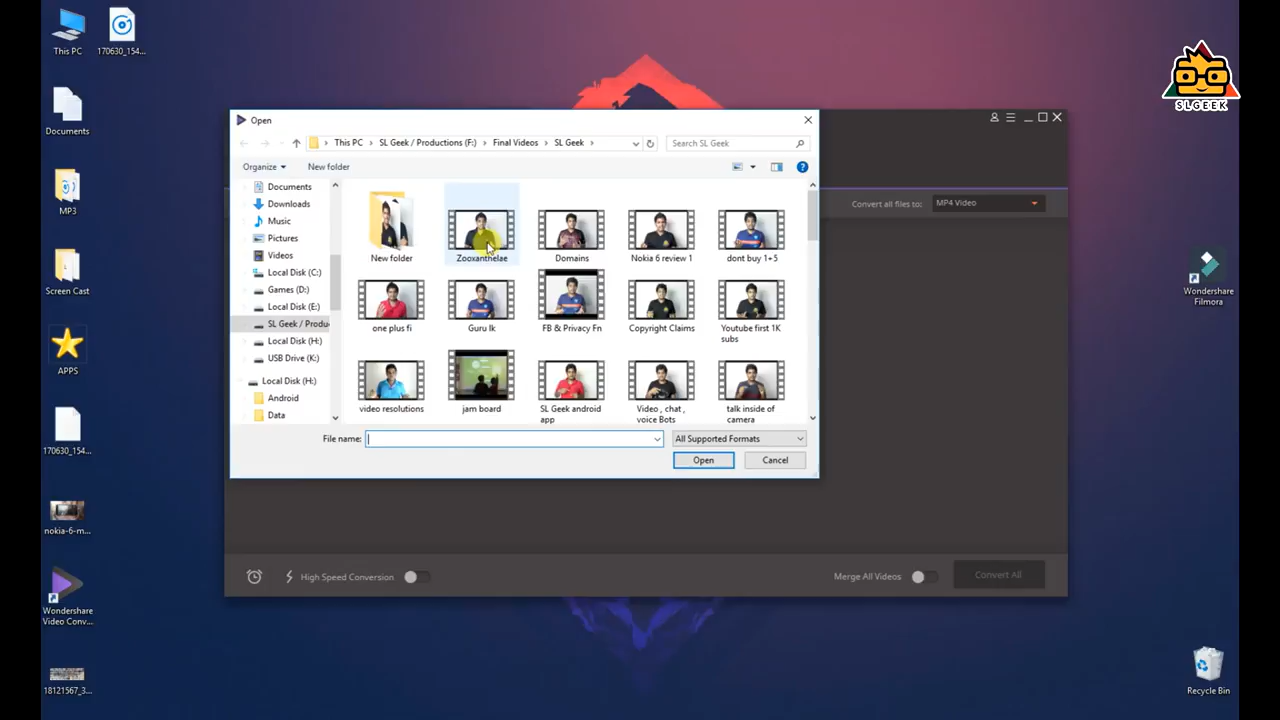 This PC
170630_154...
SLGEEK
Documents
MP3
Screen Cast
APPS
170630_154...
nokia-6-m...
Wondershare
Video Conv...
18121567_3...
Wondershare
Filmora
Recycle Bin
Open
This PC > SL Geek / Productions (F:) > Final Videos > SL Geek >
Search SL Geek
Organize
New folder
Documents
Downloads
Music
Pictures
Videos
Local Disk (C:)
Games (D:)
Local Disk (E:)
SL Geek / Produ
Local Disk (H:)
USB Drive (K:)
Local Disk (H:)
Android
Data
New folder
Zooxanthelae
Domains
Nokia 6 review 1
dont buy 1+5
one plus fi
Guru lk
FB & Privacy Fn
Copyright Claims
Youtube first 1K
subs
video resolutions
jam board
SL Geek android
app
Video , chat ,
voice Bots
talk inside of
camera
File name:
All Supported Formats
Open
Cancel
Convert all files to:
MP4 Video
High Speed Conversion
Merge All Videos
Convert All